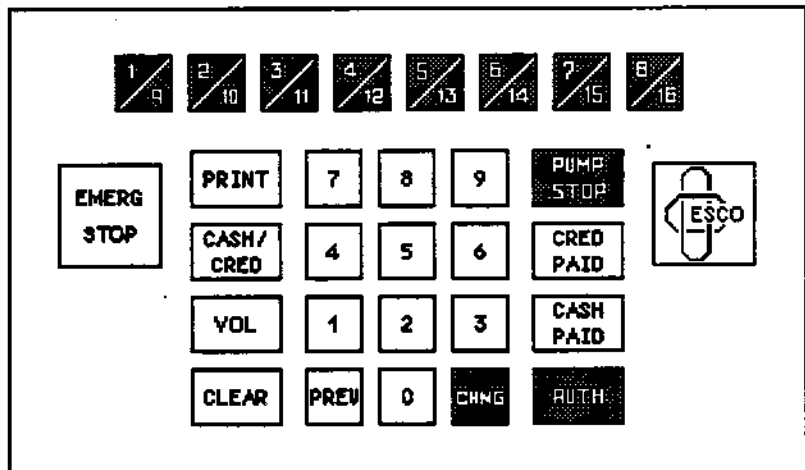 1/9 2/10 3/11 4/12 5/13 6/14 7/15 8/16
EMERG
STOP
PRINT 7 8 9 PUMP
STOP
ESCO
CASH/
CRED 4 5 6 CRED
PAID
VOL 1 2 3 CASH
PAID
CLEAR PREV 0 CHNG AUTH